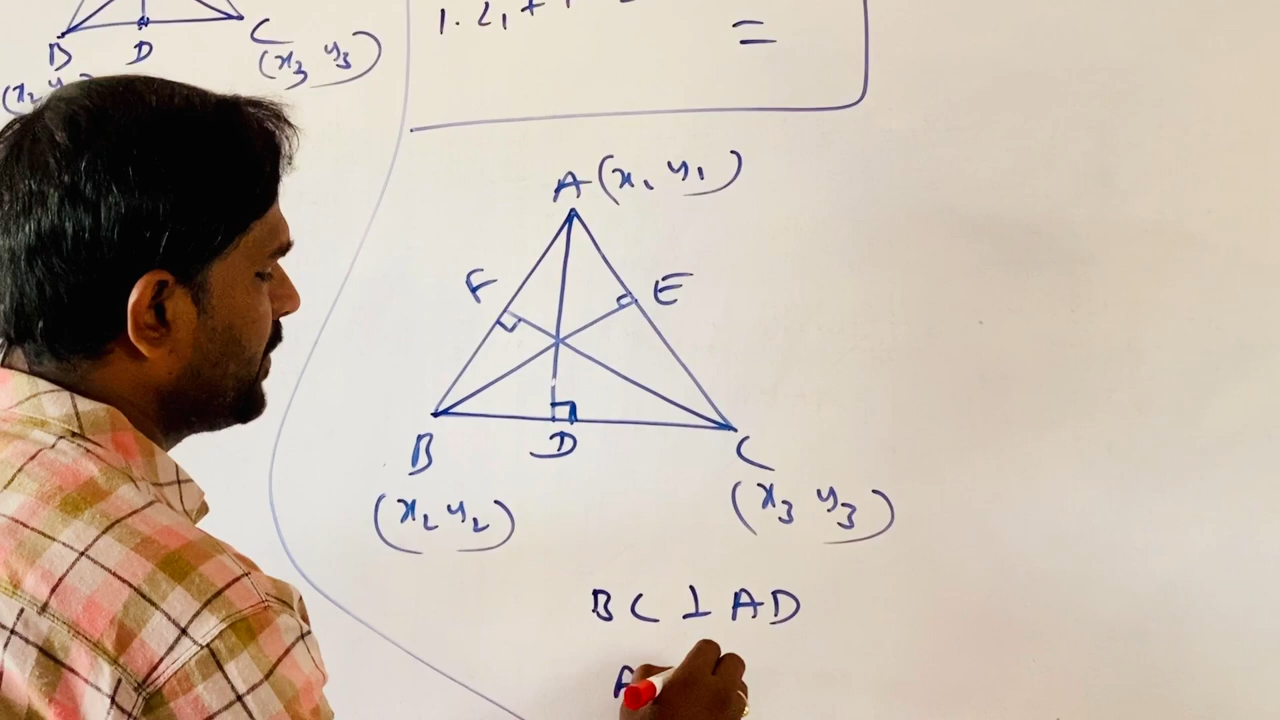 B D C
(x₃ y₃)
=
A (x₁ y₁)
F E
B D C
(x₂ y₂) (x₃ y₃)
BC ⊥ AD
A